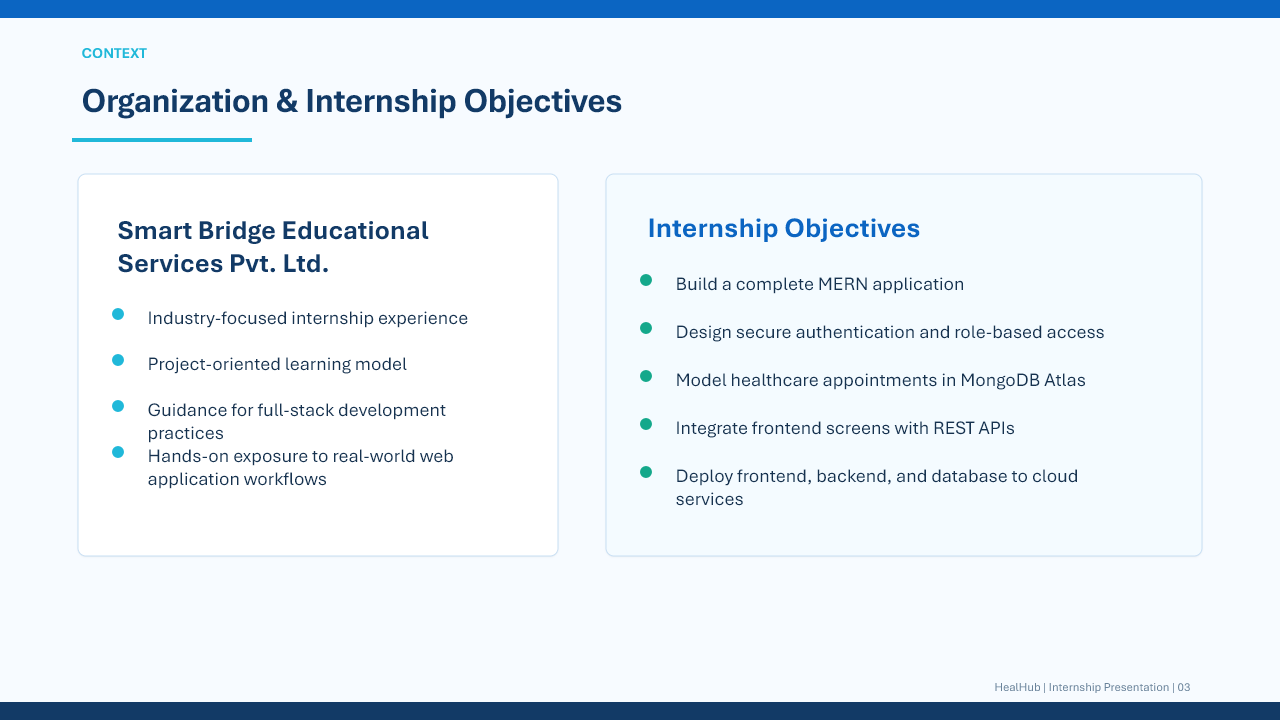 CONTEXT
Organization & Internship Objectives
Smart Bridge Educational
Services Pvt. Ltd.
Industry-focused internship experience
Project-oriented learning model
Guidance for full-stack development
practices
Hands-on exposure to real-world web
application workflows
Internship Objectives
Build a complete MERN application
Design secure authentication and role-based access
Model healthcare appointments in MongoDB Atlas
Integrate frontend screens with REST APIs
Deploy frontend, backend, and database to cloud
services
HealHub | Internship Presentation | 03